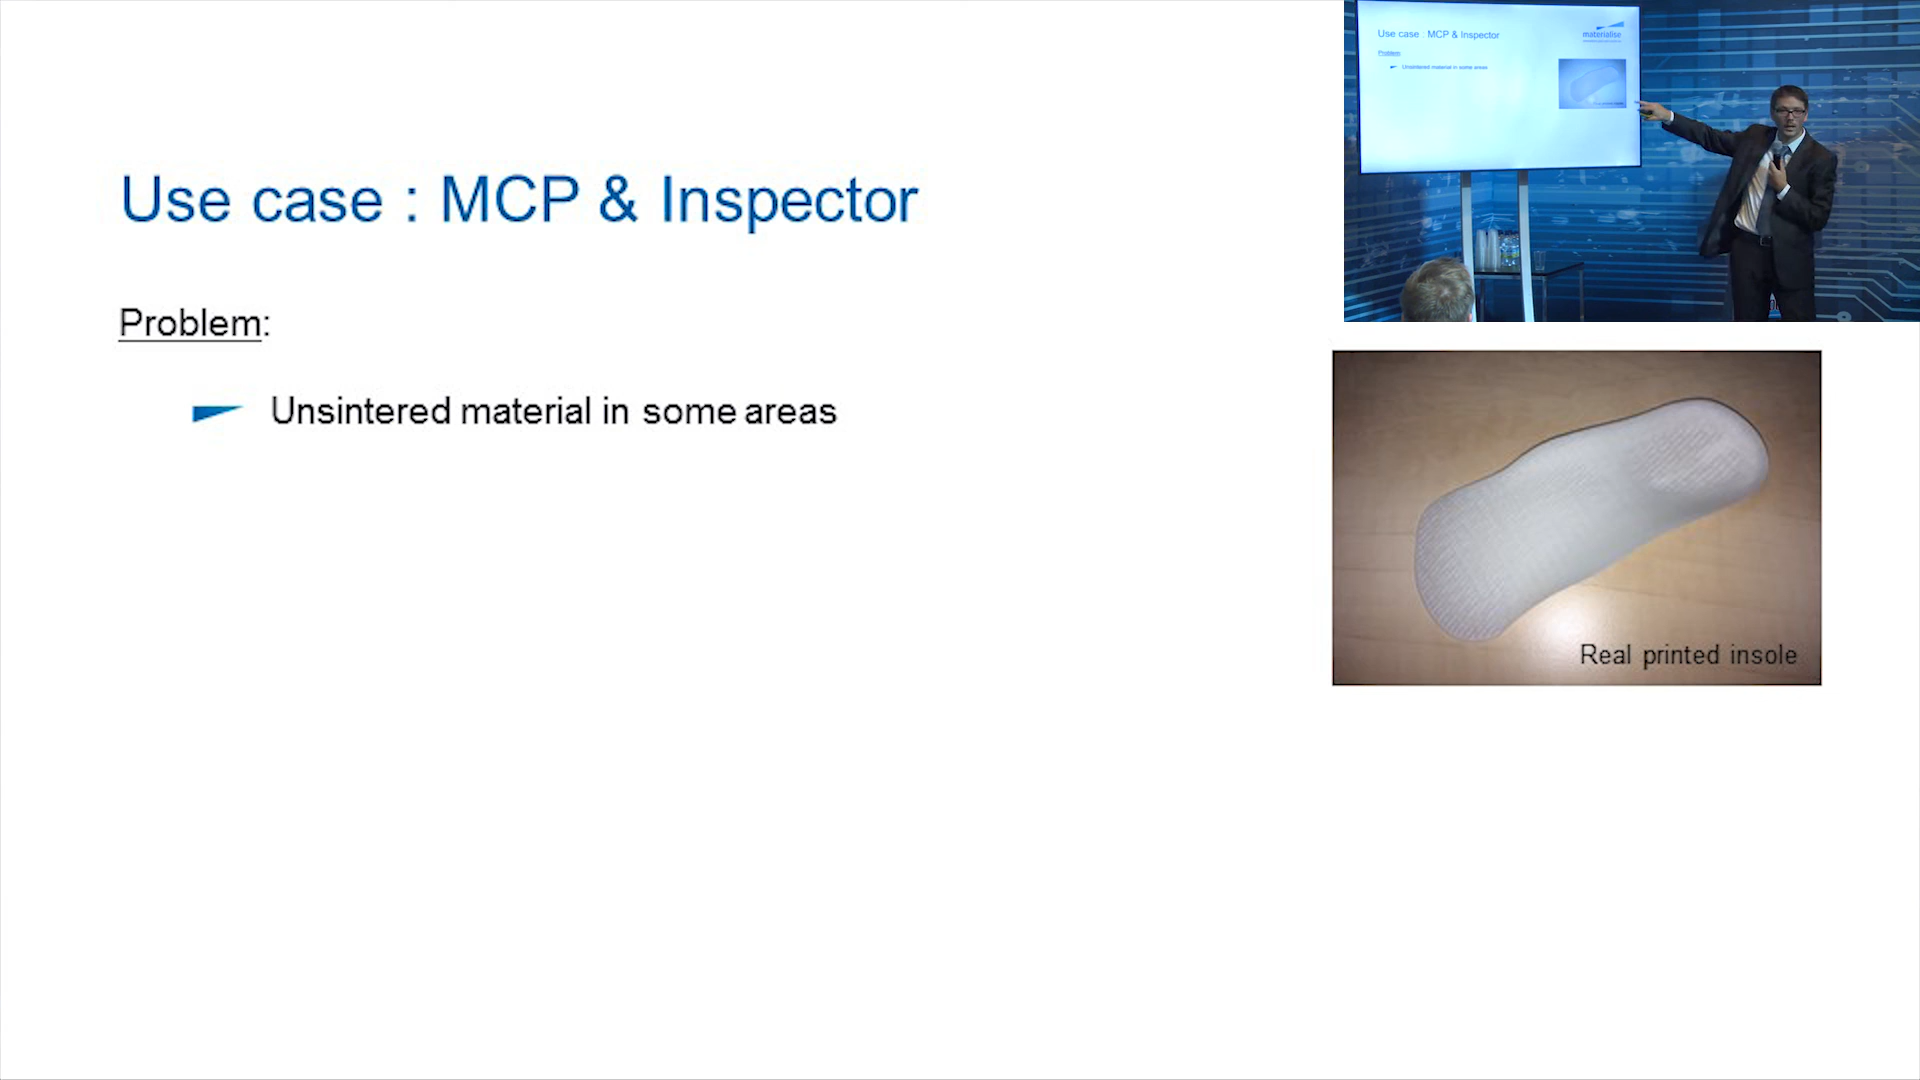 Use case : MCP & Inspector
Problem:
Unsintered material in some areas
Real printed insole
Use case : MCP & Inspector
materialise
Problem:
Unsintered material in some areas